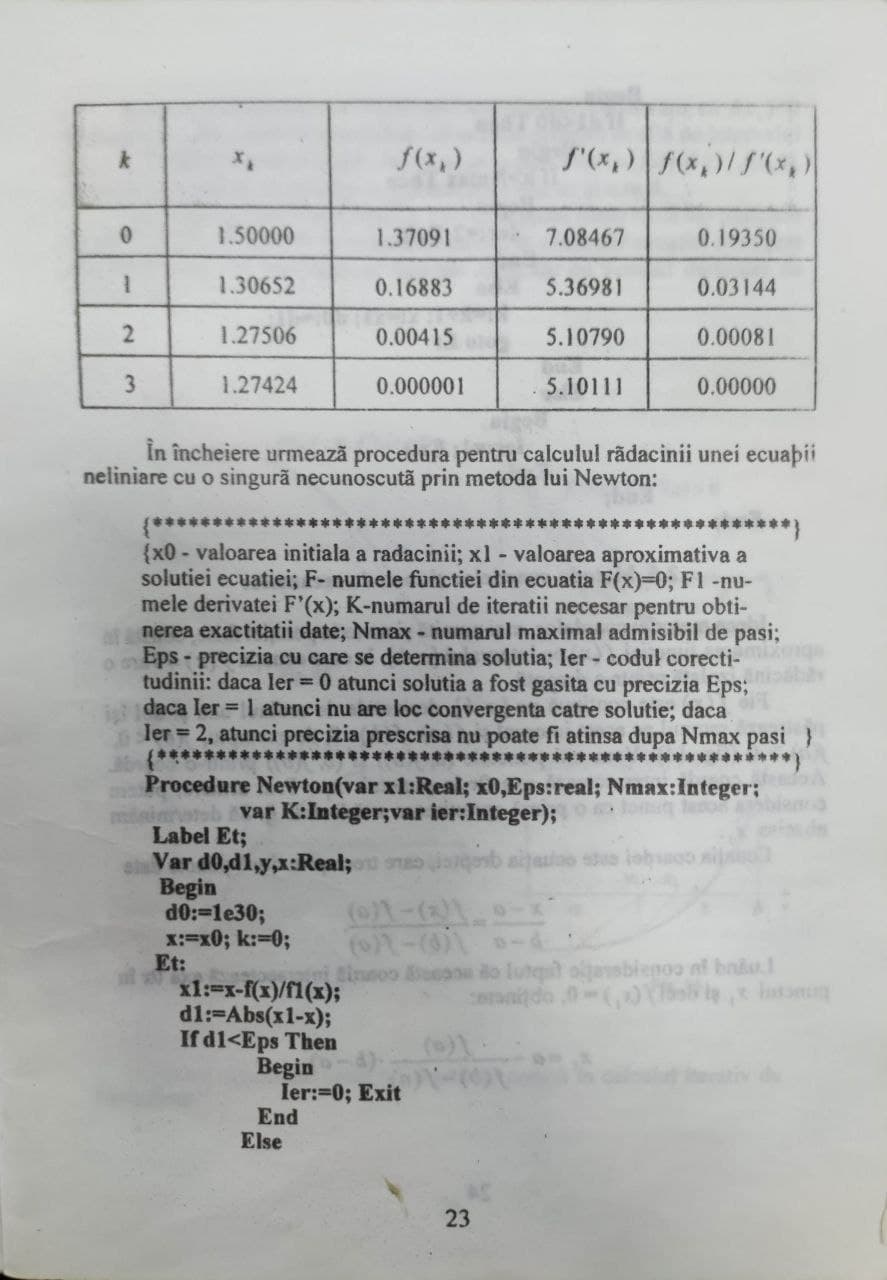 k x_k f(x_k) f'(x_k) f(x_k)/f'(x_k)
0 1.50000 1.37091 7.08467 0.19350
1 1.30652 0.16883 5.36981 0.03144
2 1.27506 0.00415 5.10790 0.00081
3 1.27424 0.000001 5.10111 0.00000
În încheiere urmează procedura pentru calculul rădacinii unei ecuaþii
neliniare cu o singură necunoscută prin metoda lui Newton:
{******************************************************}
{x0 - valoarea initiala a radacinii; x1 - valoarea aproximativa a
solutiei ecuatiei; F- numele functiei din ecuatia F(x)=0; F1 -nu-
mele derivatei F'(x); K-numarul de iteratii necesar pentru obti-
nerea exactitatii date; Nmax - numarul maximal admisibil de pasi;
Eps - precizia cu care se determina solutia; Ier - codul corecti-
tudinii: daca Ier = 0 atunci solutia a fost gasita cu precizia Eps;
daca Ier = 1 atunci nu are loc convergenta catre solutie; daca
Ier = 2, atunci precizia prescrisa nu poate fi atinsa dupa Nmax pasi }
{******************************************************}
Procedure Newton(var x1:Real; x0,Eps:real; Nmax:Integer;
var K:Integer;var ier:Integer);
Label Et;
Var d0,d1,y,x:Real;
Begin
d0:=1e30;
x:=x0; k:=0;
Et:
x1:=x-f(x)/f1(x);
d1:=Abs(x1-x);
If d1<Eps Then
Begin
Ier:=0; Exit
End
Else
23